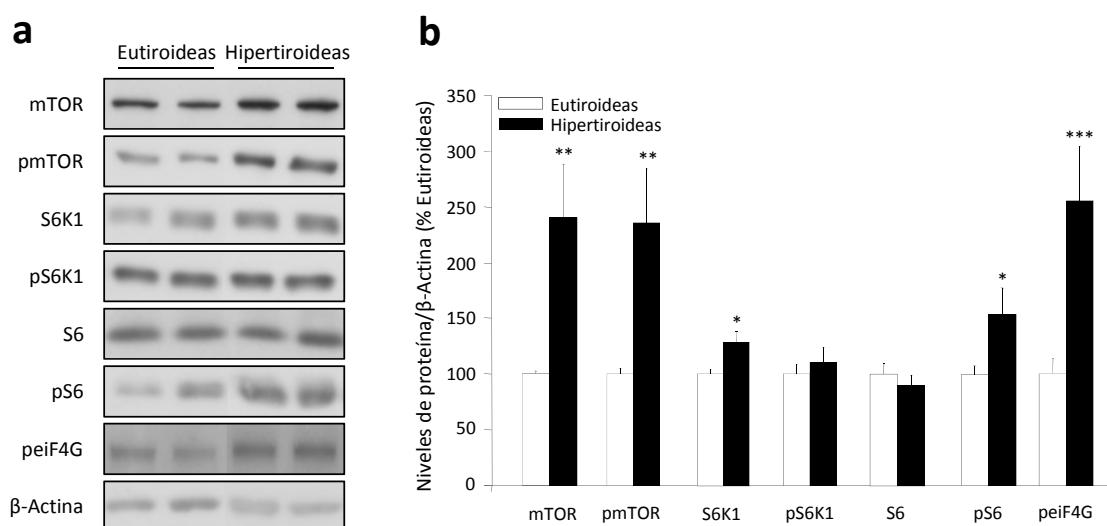 a
Eutiroideas Hipertiroideas
mTOR
pmTOR
S6K1
pS6K1
S6
pS6
peiF4G
β-Actina
b
Niveles de proteína/β-Actina (% Eutiroideas)
350
300
250
200
150
100
50
0
Eutiroideas
Hipertiroideas
**
**
*
*
***
mTOR pmTOR S6K1 pS6K1 S6 pS6 peiF4G